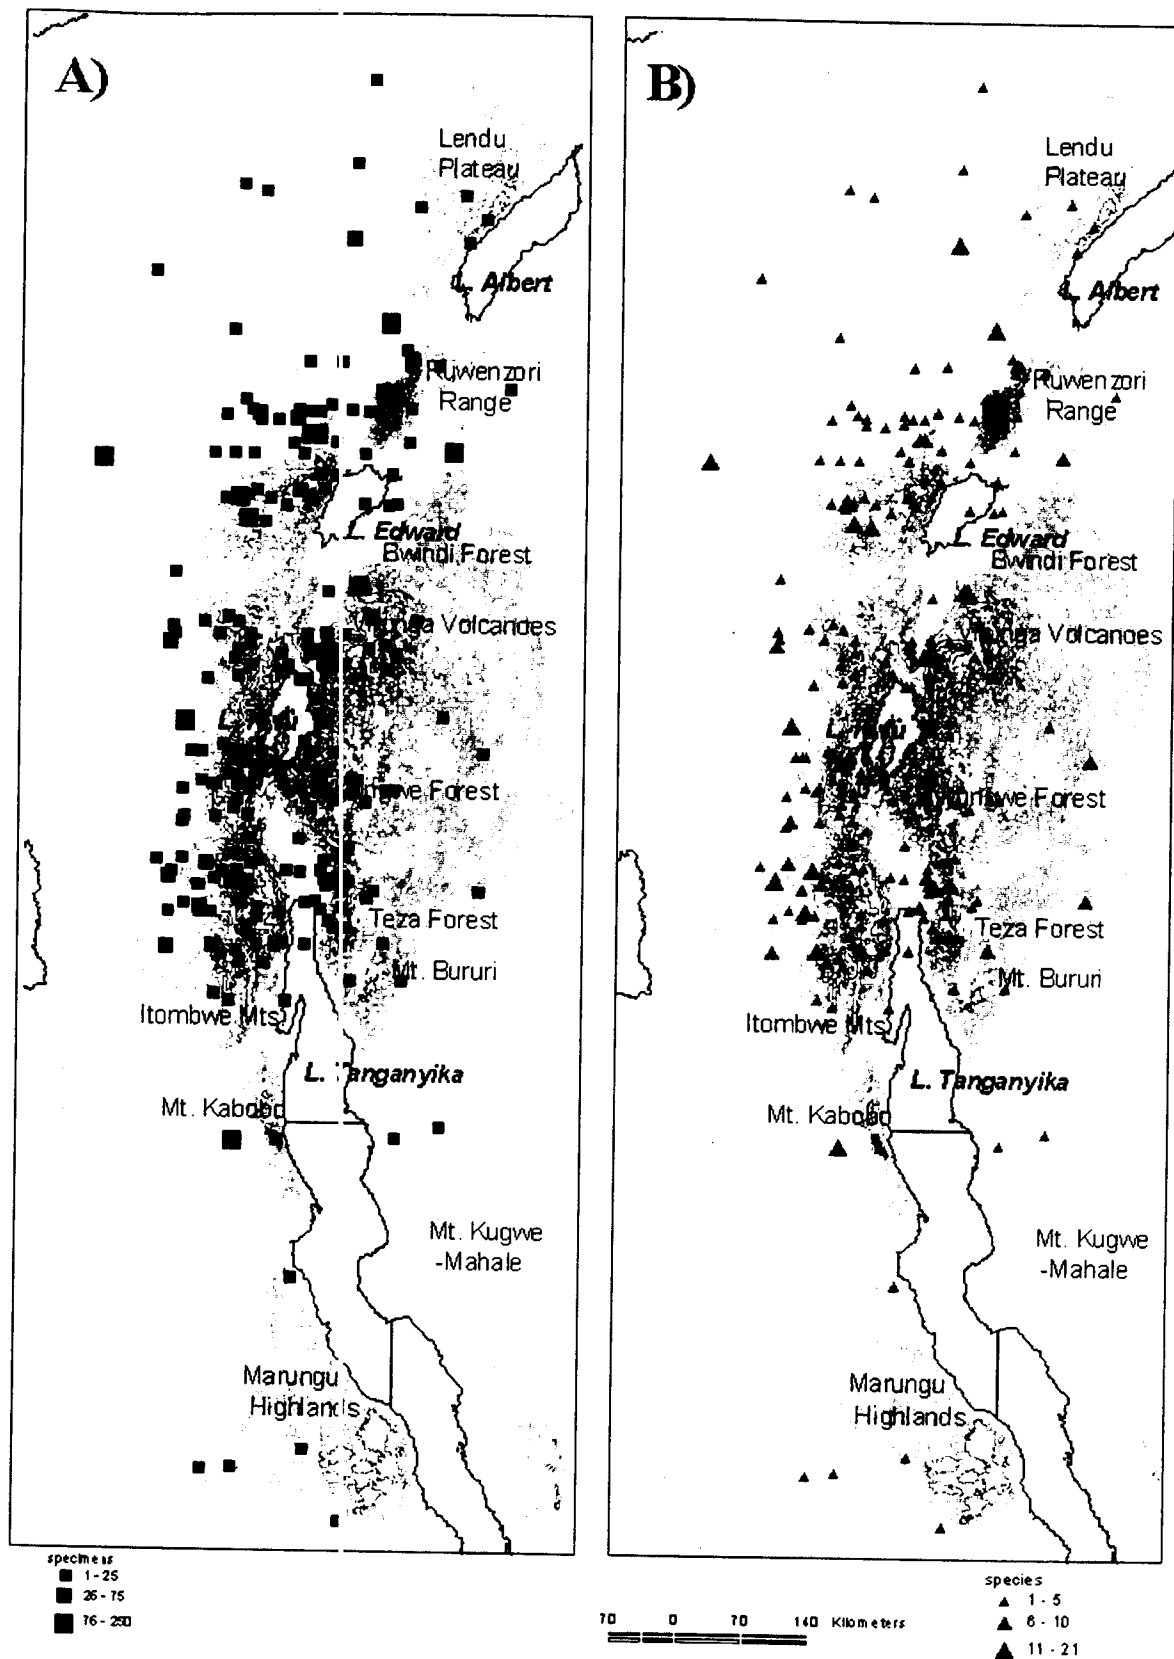 A)
Lendu
Plateau
L. Albert
Ruwenzori
Range
L. Edward
Bwindi Forest
Volcanoes
Forest
Teza Forest
Mt. Bururi
Itombwe Mts
L. Tanganyika
Mt. Kabobo
Mt. Kugwe
-Mahale
Marungu
Highlands
specimens
1 - 25
26 - 75
76 - 250
B)
Lendu
Plateau
L. Albert
Ruwenzori
Range
L. Edward
Bwindi Forest
Volcanoes
Forest
Teza Forest
Mt. Bururi
Itombwe Mts
L. Tanganyika
Mt. Kabobo
Mt. Kugwe
-Mahale
Marungu
Highlands
70 0 70 140 Kilometers
species
1 - 5
6 - 10
11 - 21